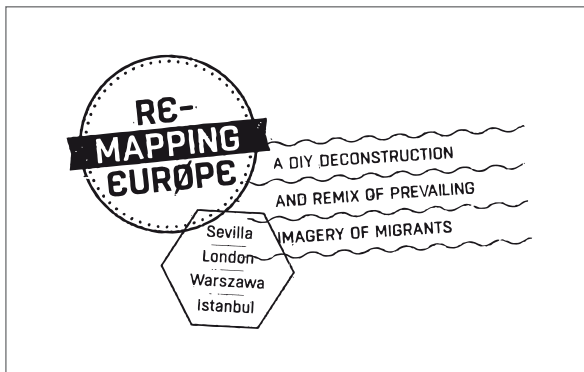 RE-
MAPPING
EURØPE
A DIY DECONSTRUCTION
AND REMIX OF PREVAILING
IMAGERY OF MIGRANTS
Sevilla
London
Warszawa
Istanbul